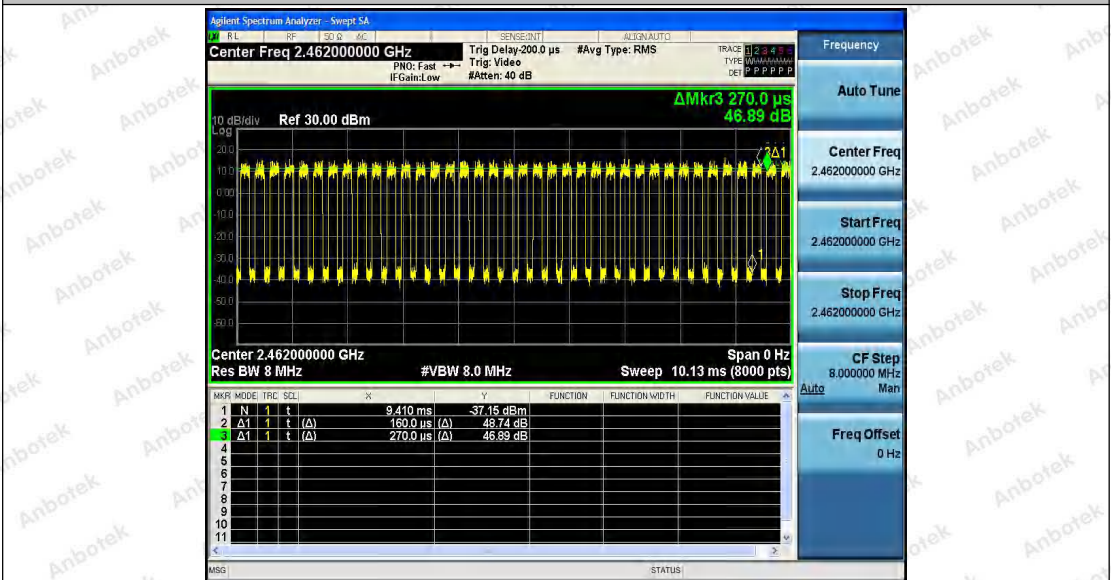 Agilent Spectrum Analyzer - Swept SA
RL RF 50 Ω AC SENSE:INT ALIGNAUTO
Center Freq 2.462000000 GHz
PNO: Fast
IFGain:Low
Trig Delay-200.0 µs
Trig: Video
#Atten: 40 dB
#Avg Type: RMS
TRACE 1 2 3 4 5 6
TYPE
DET P P P P P P
ΔMkr3 270.0 µs
46.89 dB
10 dB/div Ref 30.00 dBm
Log
20.0
10.0
0.00
-10.0
-20.0
-30.0
-40.0
-50.0
-60.0
3Δ1
1
Center 2.462000000 GHz Span 0 Hz
Res BW 8 MHz #VBW 8.0 MHz Sweep 10.13 ms (8000 pts)
MKR MODE TRC SCL X Y FUNCTION FUNCTION WIDTH FUNCTION VALUE
1 N 1 t 9.410 ms -37.15 dBm
2 Δ1 1 t (Δ) 160.0 µs (Δ) 48.74 dB
3 Δ1 1 t (Δ) 270.0 µs (Δ) 46.89 dB
4
5
6
7
8
9
10
11
MSG STATUS
Frequency
Auto Tune
Center Freq
2.462000000 GHz
Start Freq
2.462000000 GHz
Stop Freq
2.462000000 GHz
CF Step
8.000000 MHz
Auto Man
Freq Offset
0 Hz
Anbotek